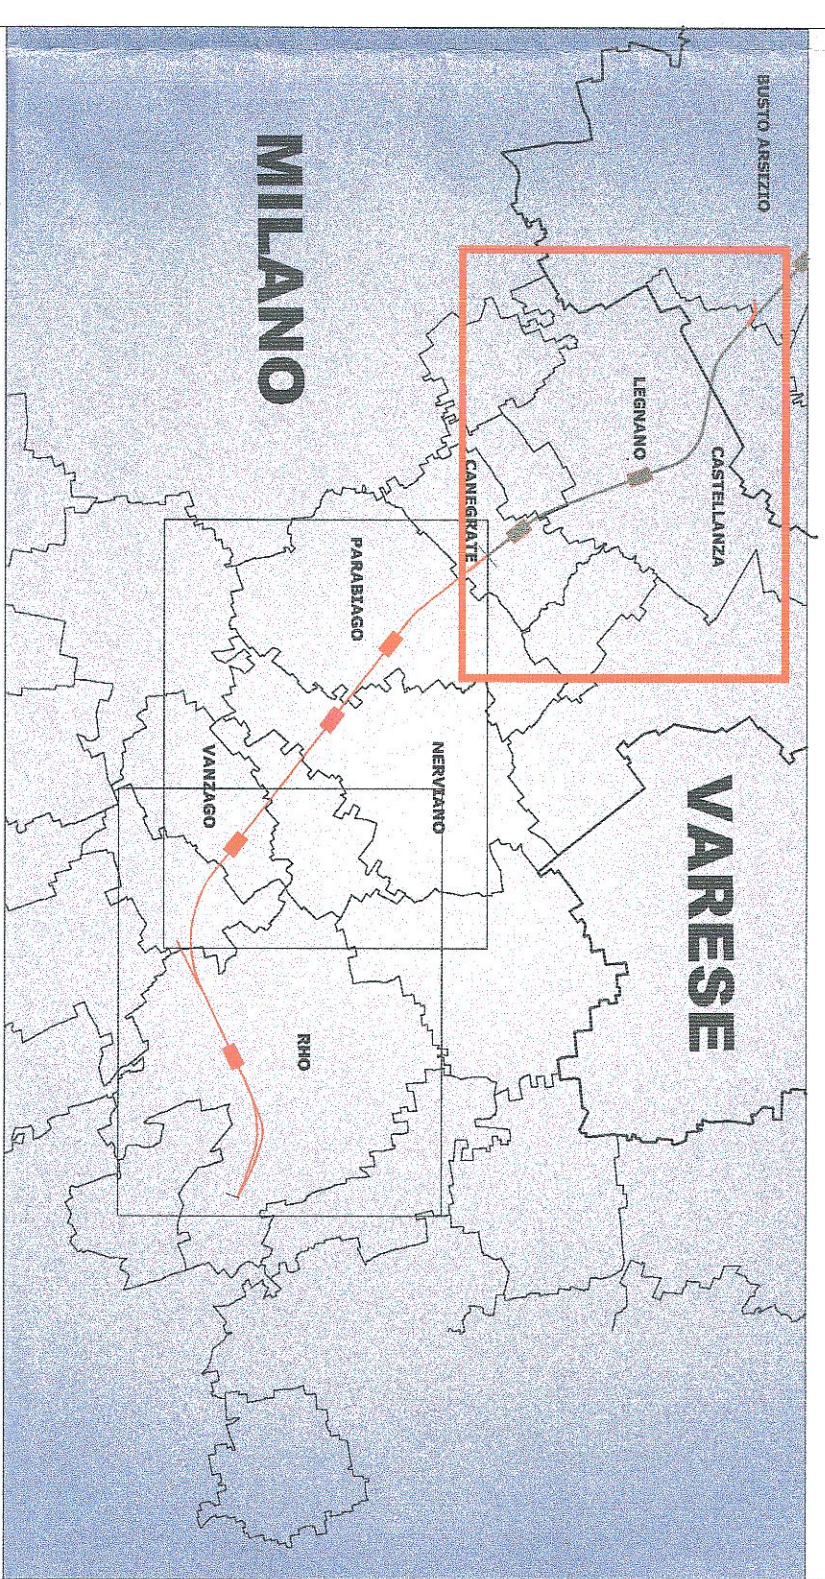 BUSTO ARSIZIO
VARESE
CASTELLANZA
LEGNANO
CANEGRATE
NERVIANO
PARABIAGO
RHO
MILANO
VANZAGO